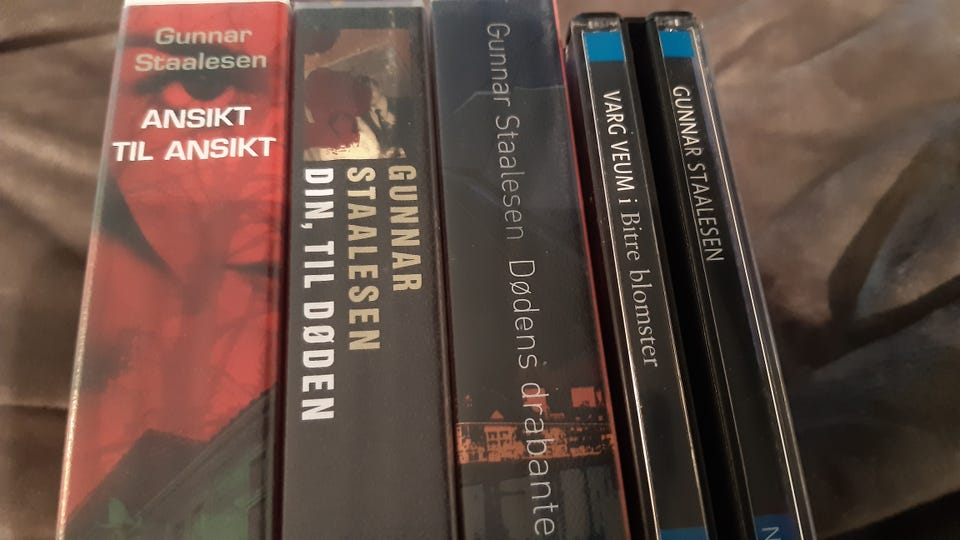 Gunnar
Staalesen
ANSIKT
TIL ANSIKT
GUNNAR
STAALESEN
DIN, TIL DØDEN
Gunnar Staalesen Dødens drabante
VARG VEUM i Bitre blomster
GUNNAR STAALESEN
N